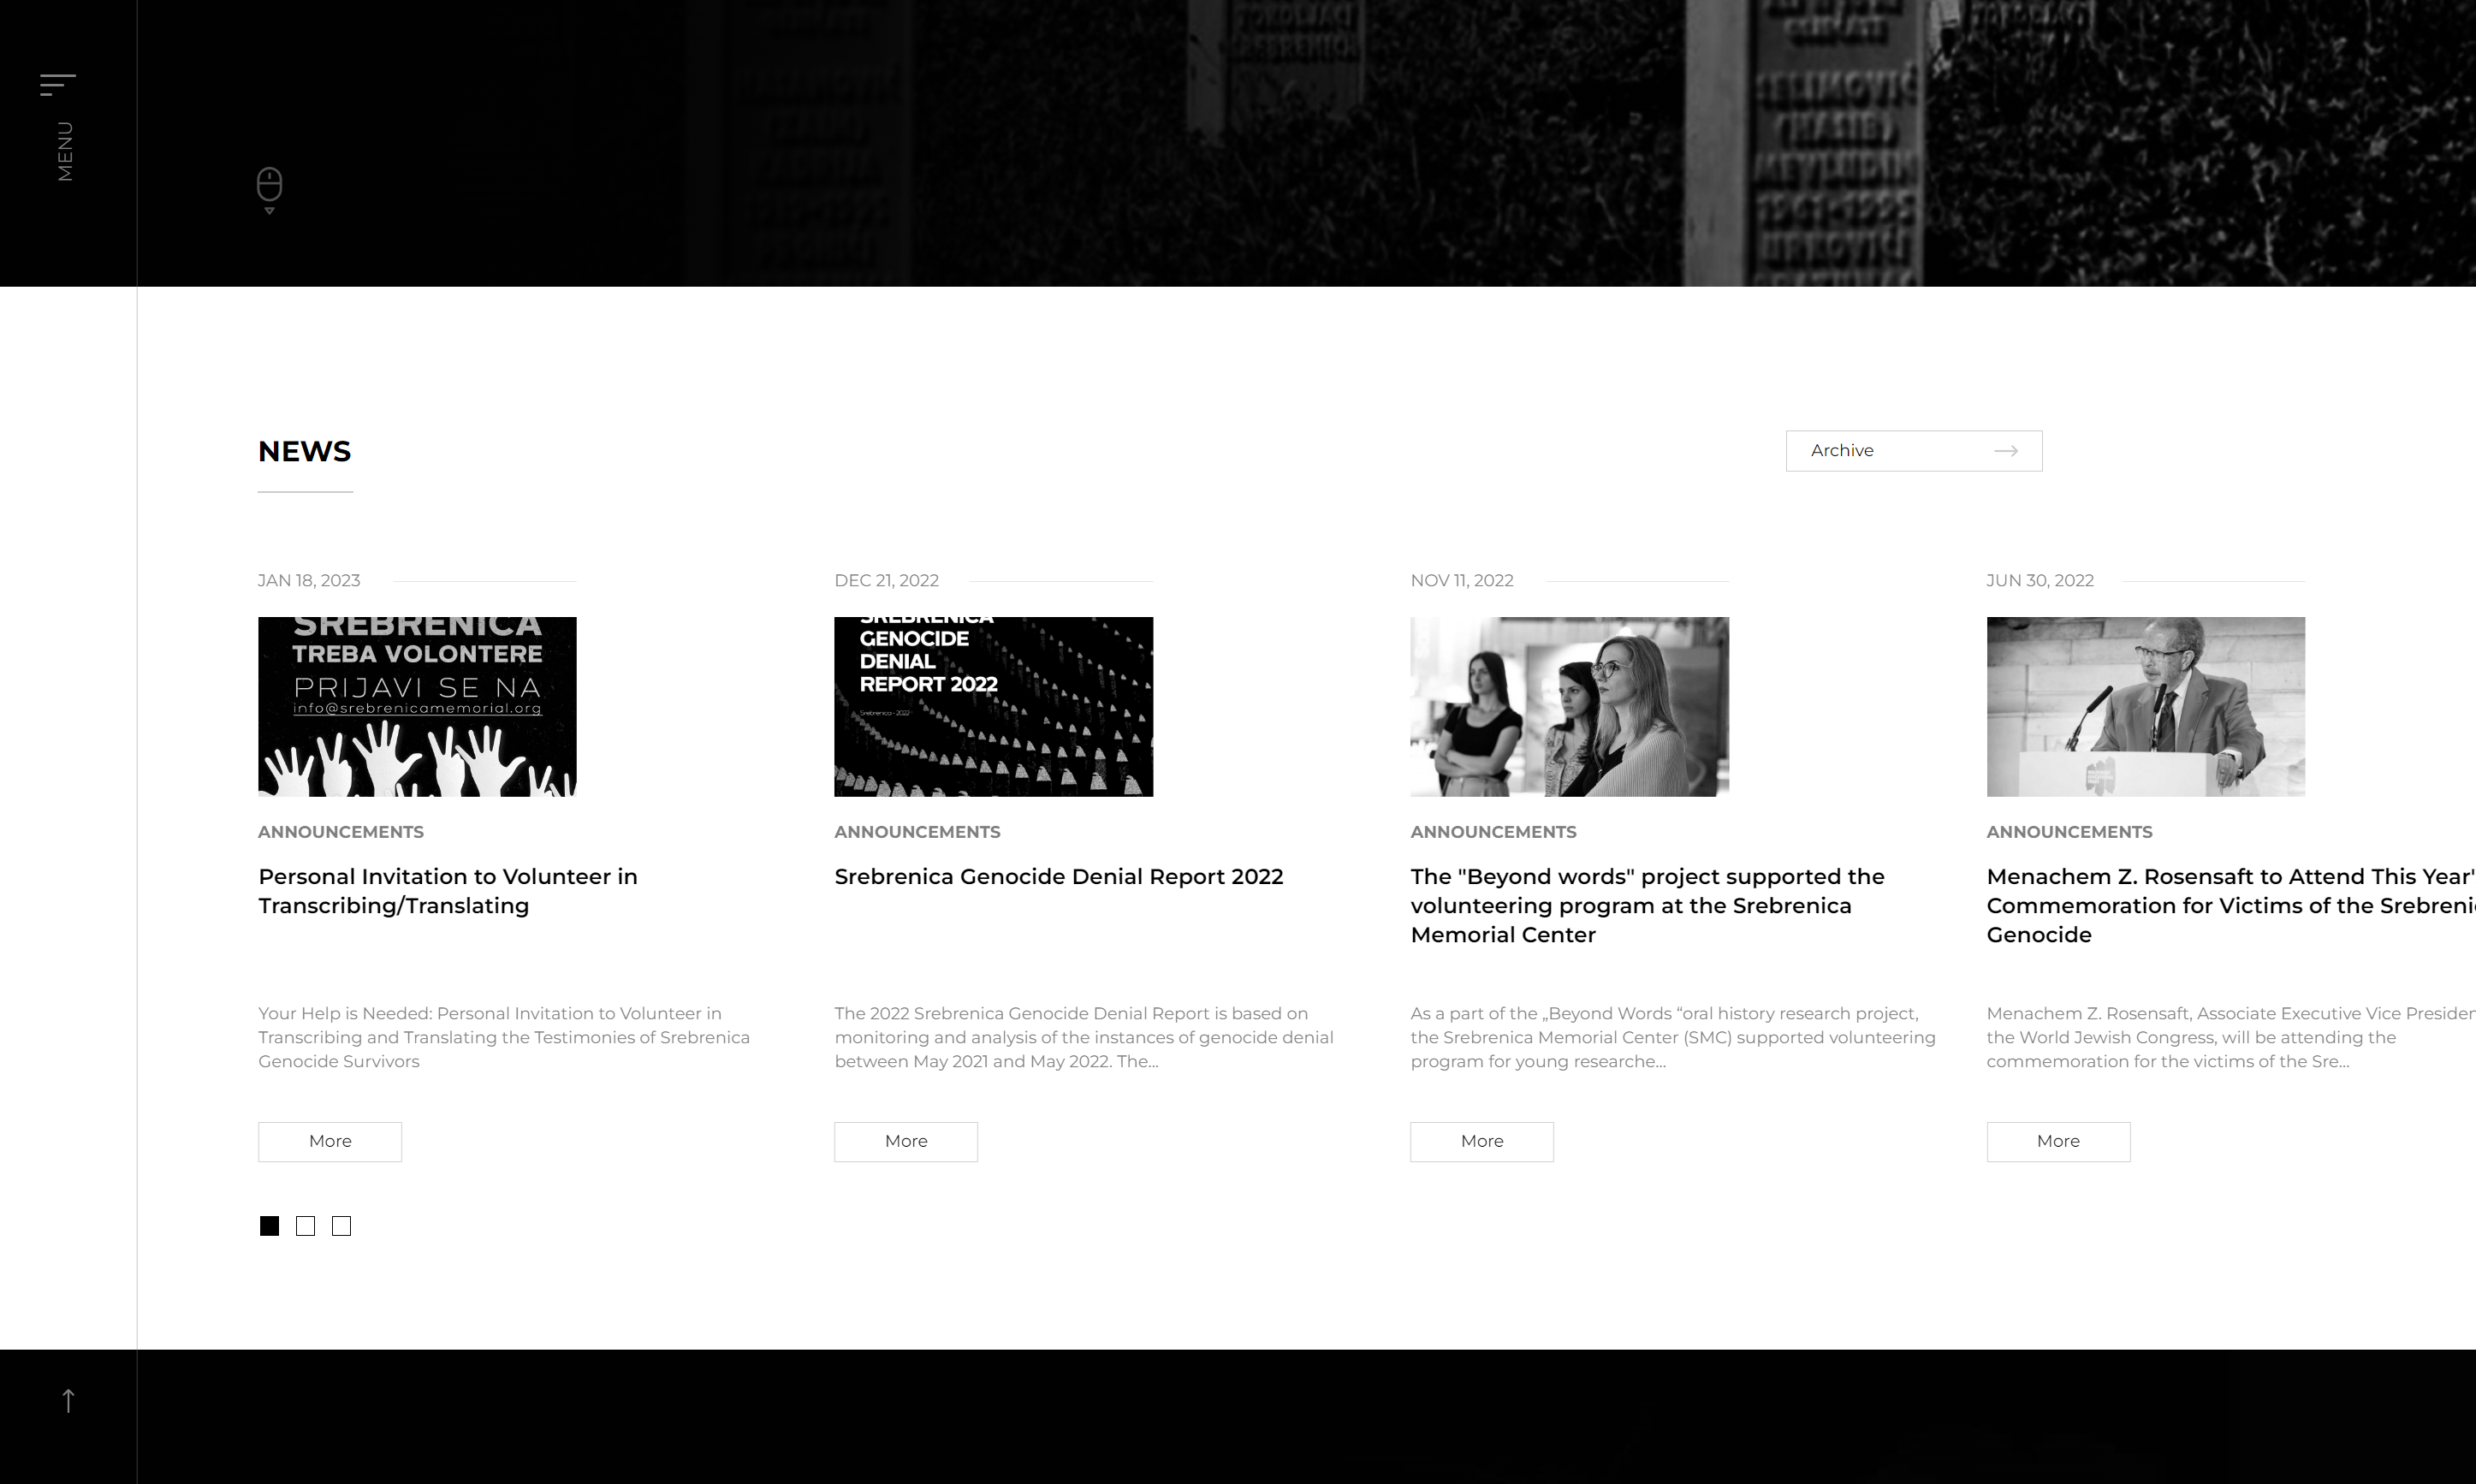 MENU
NEWS
Archive
JAN 18, 2023
SREBRENICA
TREBA VOLONTERE
PRIJAVI SE NA
info@srebrenicamemorial.org
ANNOUNCEMENTS
Personal Invitation to Volunteer in
Transcribing/Translating
Your Help is Needed: Personal Invitation to Volunteer in
Transcribing and Translating the Testimonies of Srebrenica
Genocide Survivors
More
DEC 21, 2022
SREBRENICA
GENOCIDE
DENIAL
REPORT 2022
Srebrenica - 2022
ANNOUNCEMENTS
Srebrenica Genocide Denial Report 2022
The 2022 Srebrenica Genocide Denial Report is based on
monitoring and analysis of the instances of genocide denial
between May 2021 and May 2022. The...
More
NOV 11, 2022
ANNOUNCEMENTS
The "Beyond words" project supported the
volunteering program at the Srebrenica
Memorial Center
As a part of the „Beyond Words “oral history research project,
the Srebrenica Memorial Center (SMC) supported volunteering
program for young researche...
More
JUN 30, 2022
ANNOUNCEMENTS
Menachem Z. Rosensaft to Attend This Year'
Commemoration for Victims of the Srebreni
Genocide
Menachem Z. Rosensaft, Associate Executive Vice Presiden
the World Jewish Congress, will be attending the
commemoration for the victims of the Sre...
More